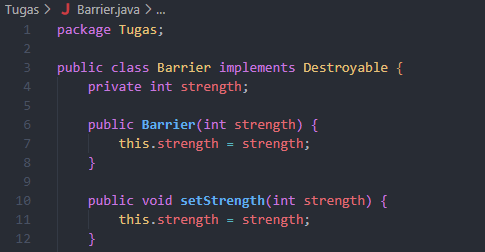 Tugas > J Barrier.java > ...
1 package Tugas;
2
3 public class Barrier implements Destroyable {
4 private int strength;
5
6 public Barrier(int strength) {
7 this.strength = strength;
8 }
9
10 public void setStrength(int strength) {
11 this.strength = strength;
12 }